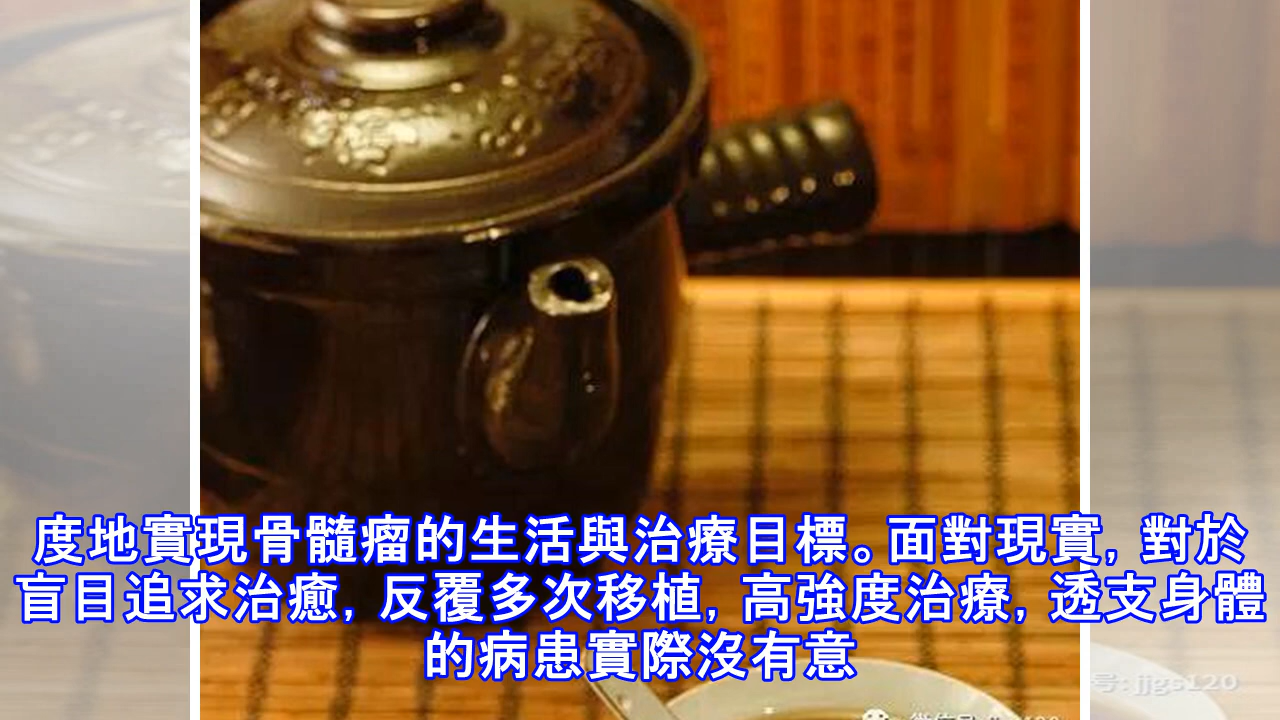 度地實現骨髓瘤的生活與治療目標。面對現實, 對於
盲目追求治癒, 反覆多次移植, 高強度治療, 透支身體
的病患實際沒有意
号: jjgs120